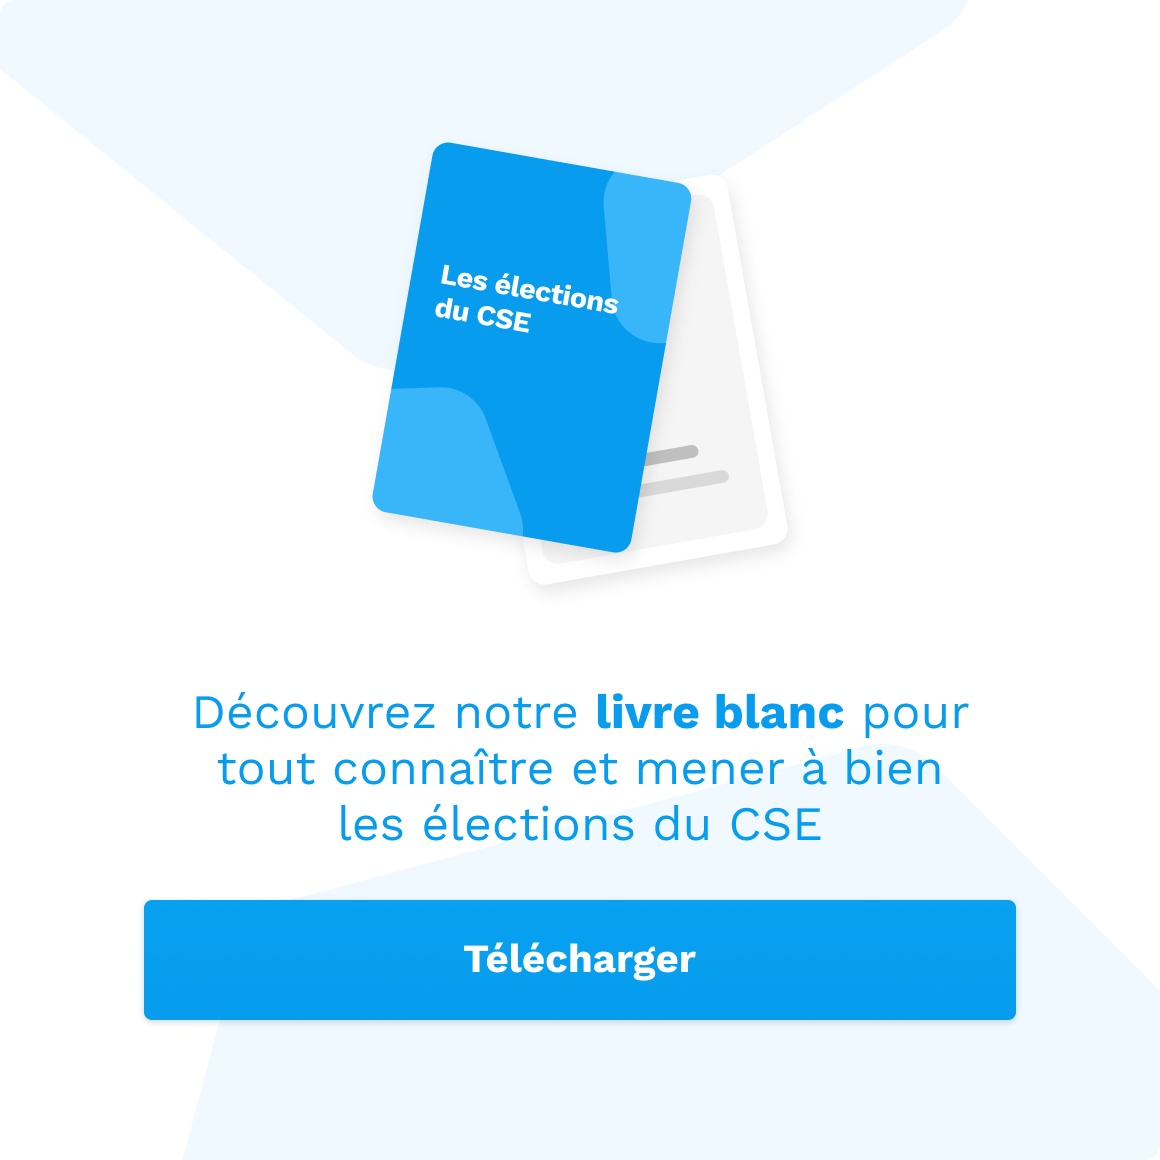 Les élections
du CSE
Découvrez notre livre blanc pour
tout connaître et mener à bien
les élections du CSE
Télécharger